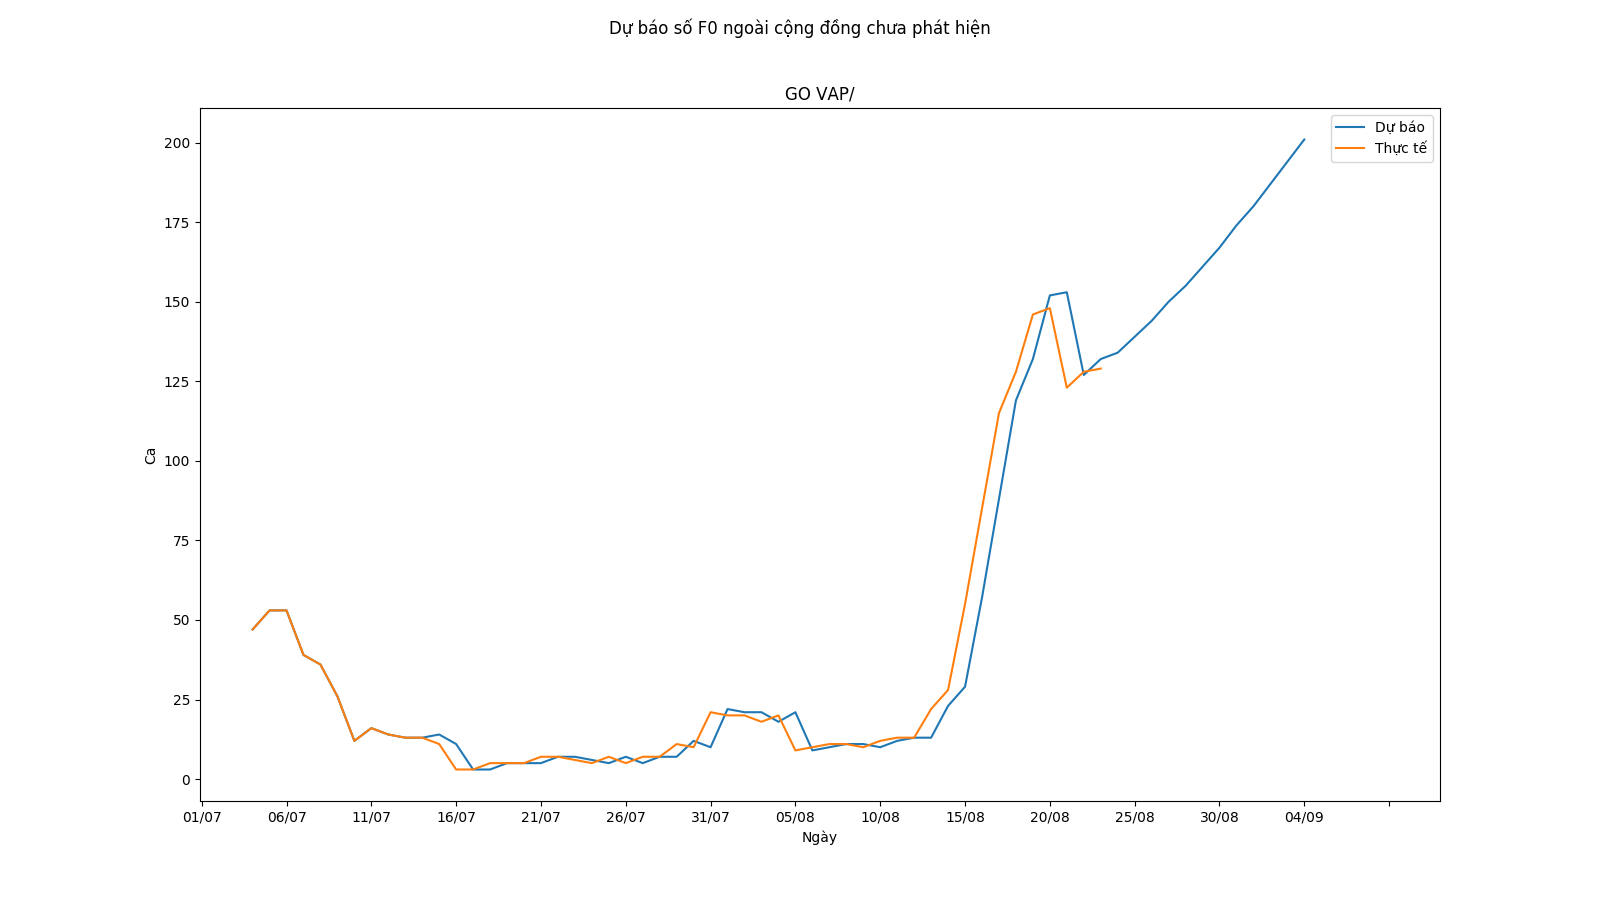 Dự báo số F0 ngoài cộng đồng chưa phát hiện
GO VAP/
Dự báo
Thực tế
200
175
150
125
100
75
50
25
0
Ca
01/07 06/07 11/07 16/07 21/07 26/07 31/07 05/08 10/08 15/08 20/08 25/08 30/08 04/09
Ngày